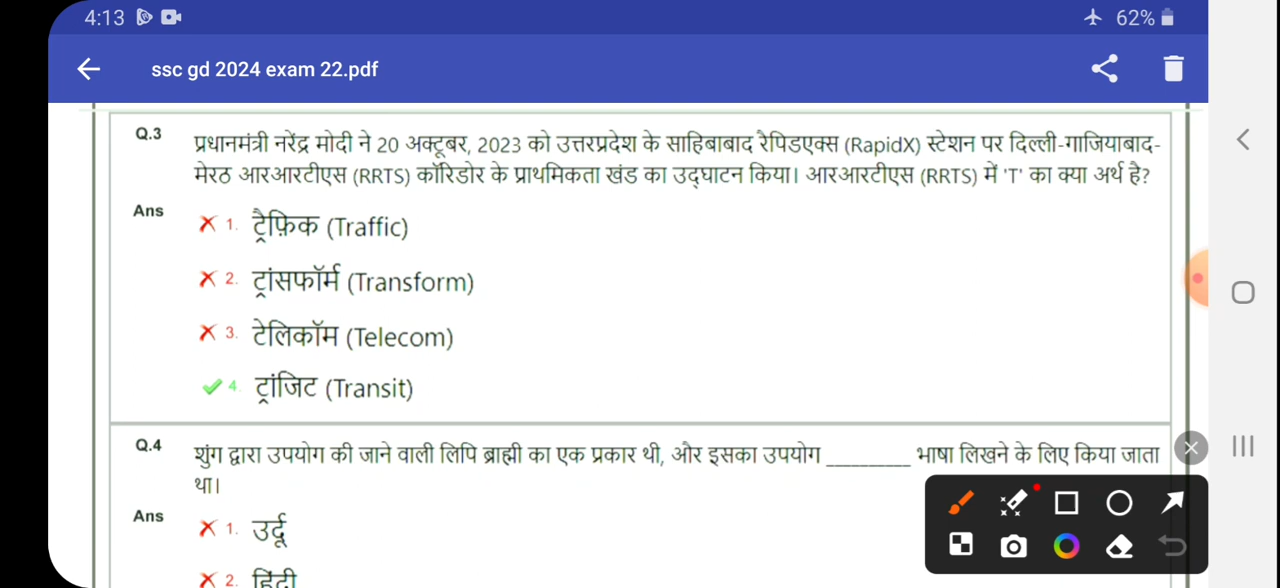 4:13 62%
ssc gd 2024 exam 22.pdf
Q.3 प्रधानमंत्री नरेंद्र मोदी ने 20 अक्टूबर, 2023 को उत्तरप्रदेश के साहिबाबाद रैपिडएक्स (RapidX) स्टेशन पर दिल्ली-गाजियाबाद-
मेरठ आरआरटीएस (RRTS) कॉरिडोर के प्राथमिकता खंड का उद्घाटन किया। आरआरटीएस (RRTS) में 'T' का क्या अर्थ है?
Ans 1. ट्रैफ़िक (Traffic)
2. ट्रांसफॉर्म (Transform)
3. टेलिकॉम (Telecom)
4. ट्रांजिट (Transit)
Q.4 शुंग द्वारा उपयोग की जाने वाली लिपि ब्राह्मी का एक प्रकार थी, और इसका उपयोग ________ भाषा लिखने के लिए किया जाता
था।
Ans 1. उर्दू
2. हिंदी